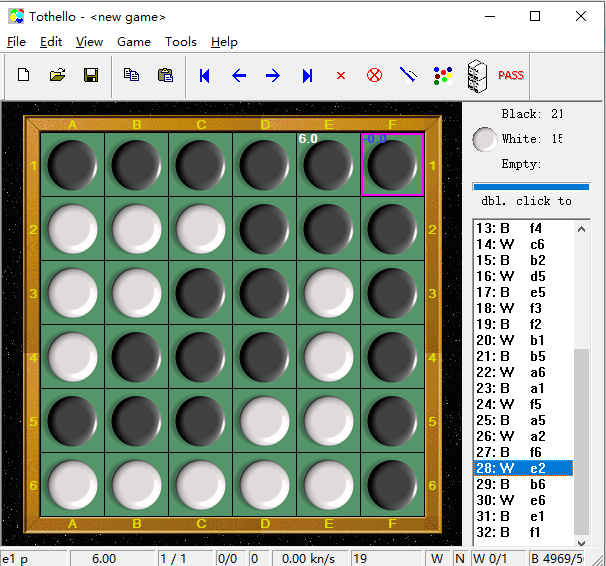 Tothello - <new game>
File Edit View Game Tools Help
PASS
Black: 21
White: 15
Empty:
dbl. click to
A B C D E F
6.0 -0.0
1 1
2 2
3 3
4 4
5 5
6 6
A B C D E F
13: B f4
14: W c6
15: B b2
16: W d5
17: B e5
18: W f3
19: B f2
20: W b1
21: B b5
22: W a6
23: B a1
24: W f5
25: B a5
26: W a2
27: B f6
28: W e2
29: B b6
30: W e6
31: B e1
32: B f1
e1 p 6.00 1 / 1 0/0 0 0.00 kn/s 19 W N W 0/1 B 4969/50